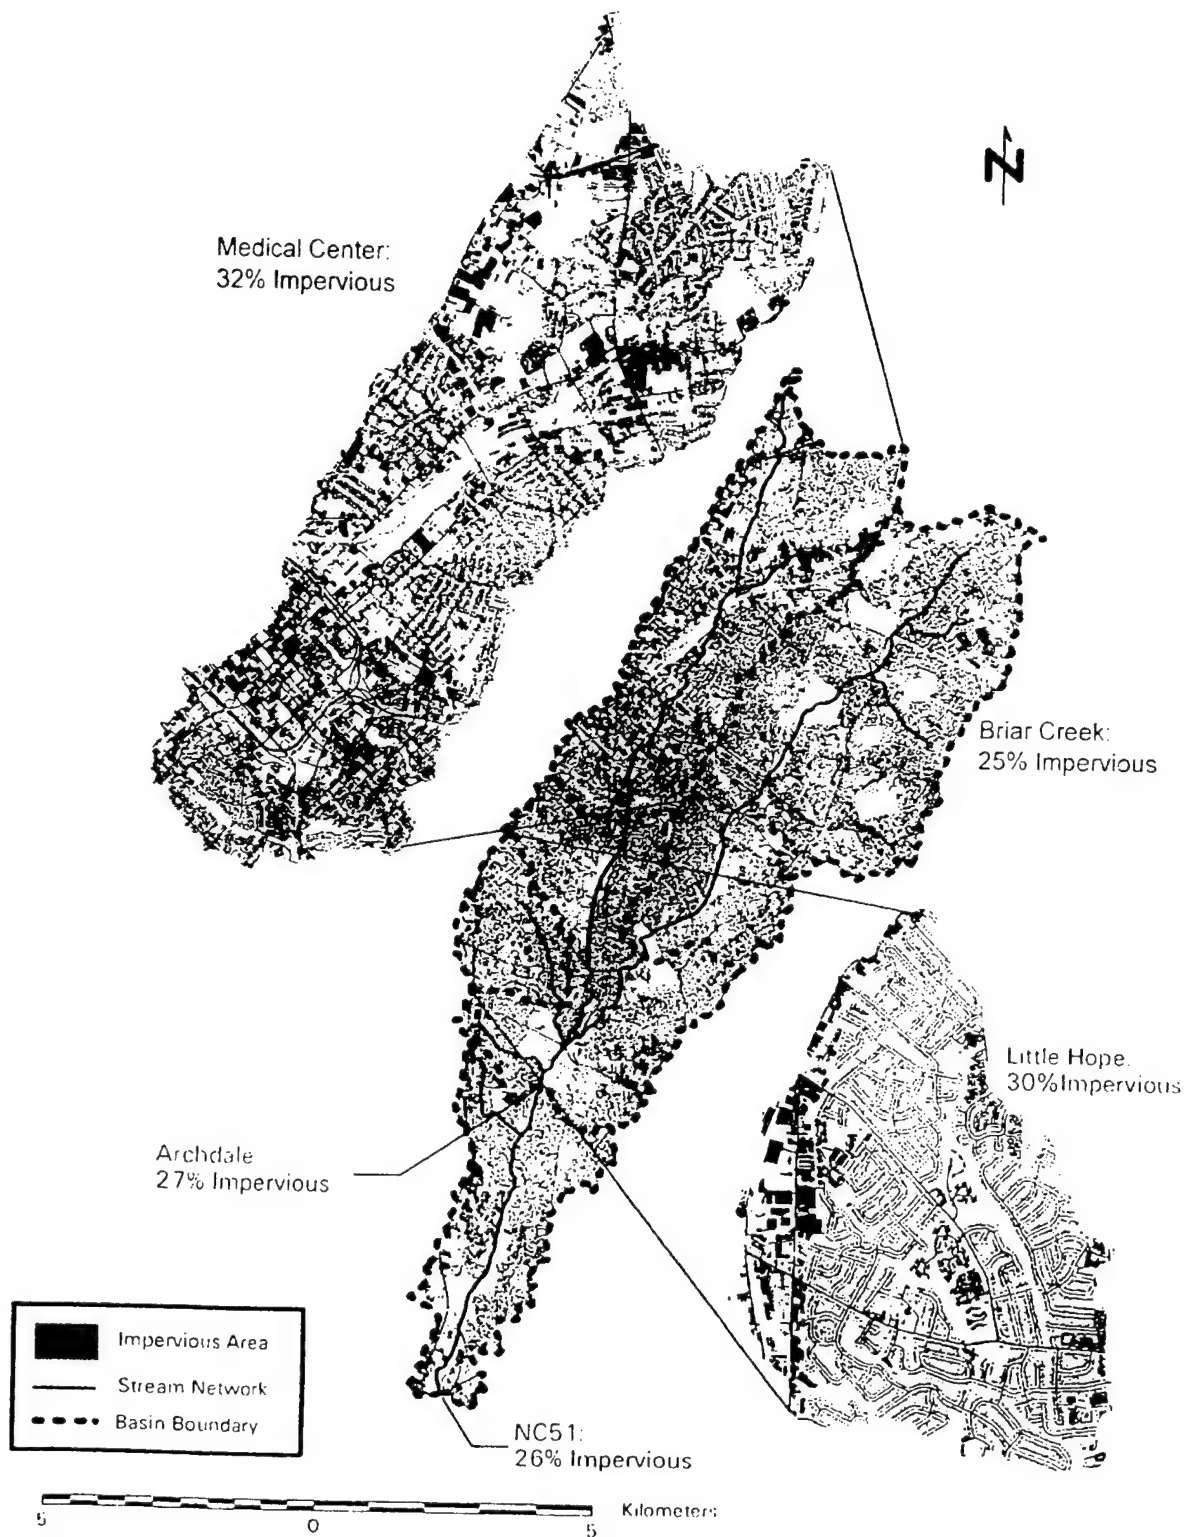 N
Medical Center:
32% Impervious
Briar Creek:
25% Impervious
Little Hope.
30%Impervious
Archdale
27% Impervious
Impervious Area
Stream Network
Basin Boundary
NC51:
26% Impervious
5 0 5 Kilometers